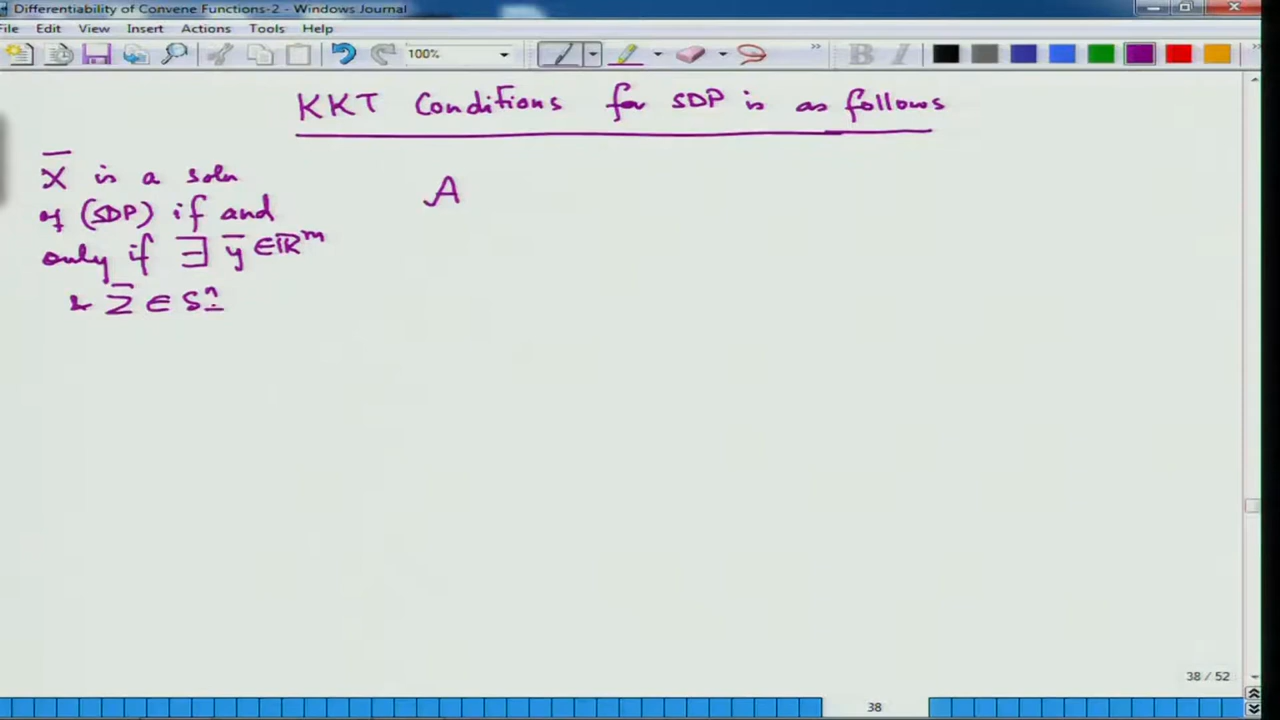 Differentiability of Convene Functions-2 - Windows Journal
File Edit View Insert Actions Tools Help
100%
KKT Conditions for SDP is as follows
X̄ is a soln
of (SDP) if and
only if ∃ ȳ ∈ ℝᵐ
& Z̄ ∈ Sⁿ
A
38 / 52
38